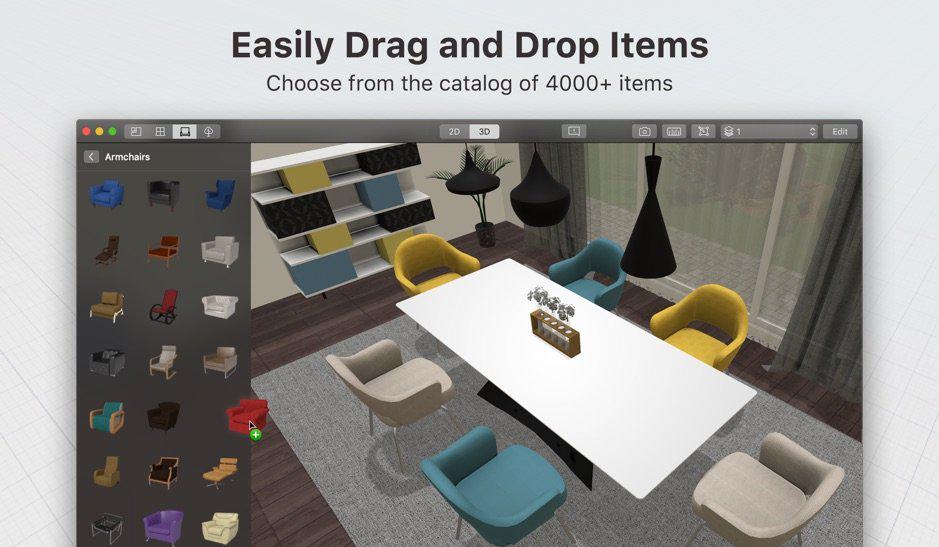 Easily Drag and Drop Items
Choose from the catalog of 4000+ items
2D 3D 1 Edit
Armchairs